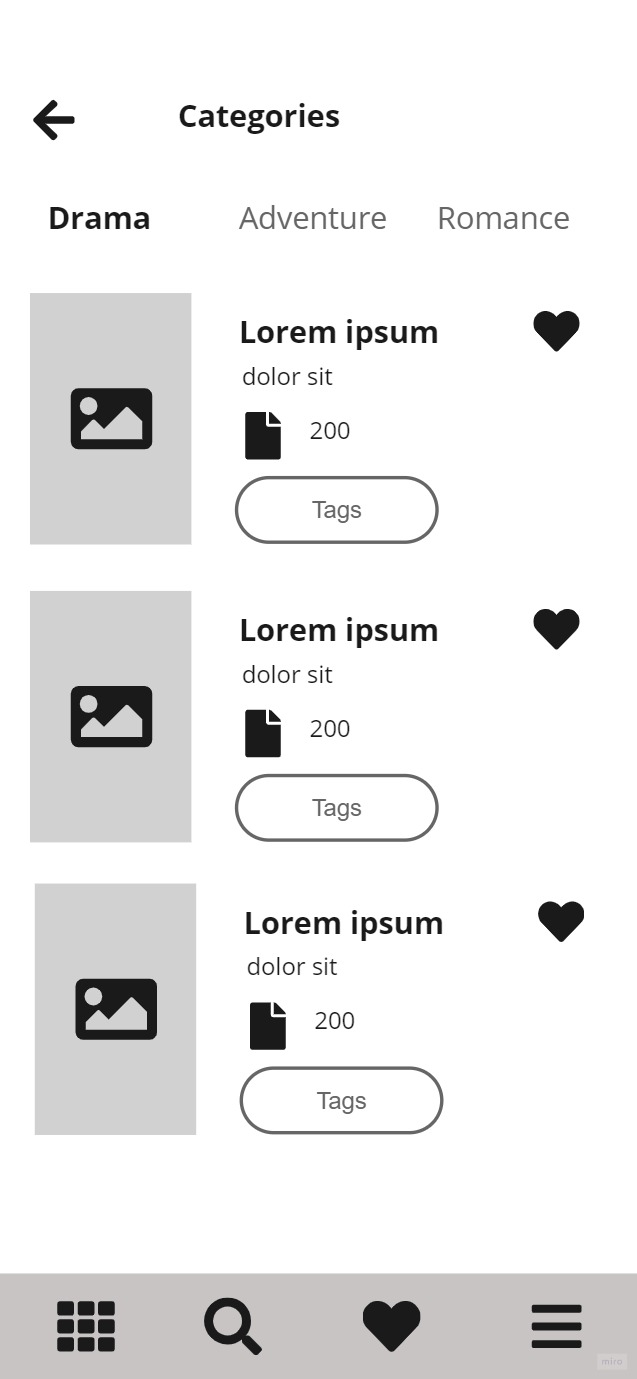 Categories
Drama Adventure Romance
Lorem ipsum
dolor sit
200
Tags
Lorem ipsum
dolor sit
200
Tags
Lorem ipsum
dolor sit
200
Tags
miro